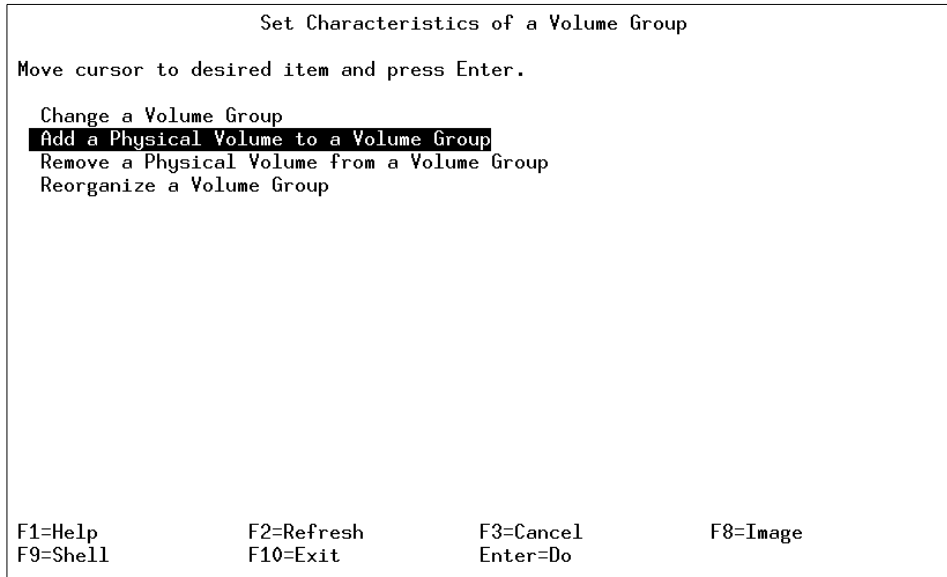 Set Characteristics of a Volume Group
Move cursor to desired item and press Enter.
Change a Volume Group
Add a Physical Volume to a Volume Group
Remove a Physical Volume from a Volume Group
Reorganize a Volume Group
F1=Help F2=Refresh F3=Cancel F8=Image
F9=Shell F10=Exit Enter=Do